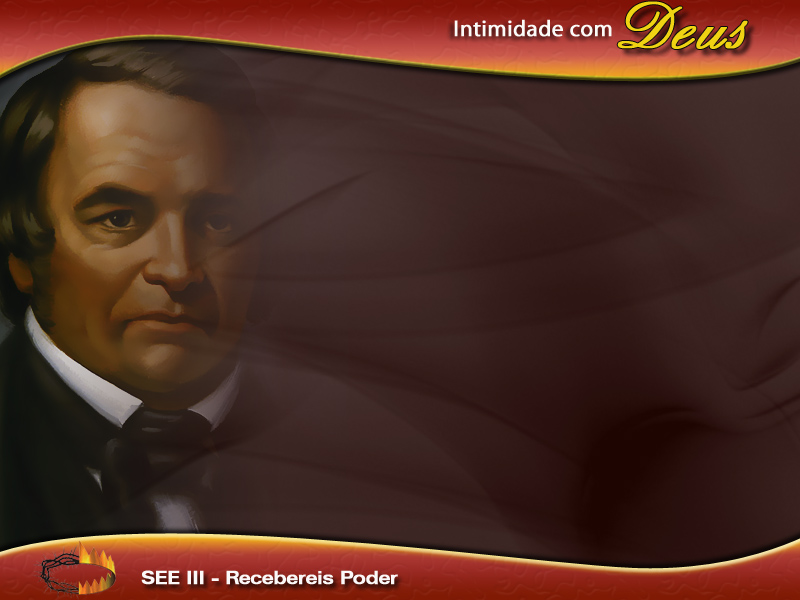 Intimidade com Deus
SEE III - Recebereis Poder